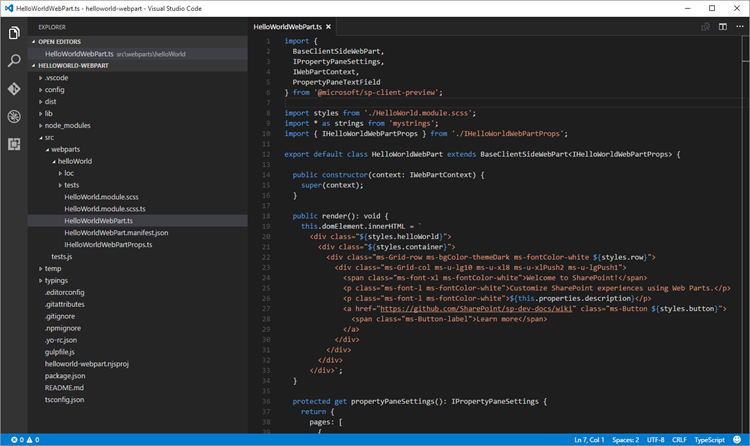 HelloWorldWebPart.ts - helloworld-webpart - Visual Studio Code
EXPLORER
OPEN EDITORS
HelloWorldWebPart.ts src\webparts\helloWorld
HELLOWORLD-WEBPART
.vscode
config
dist
lib
node_modules
src
webparts
helloWorld
loc
tests
HelloWorld.module.scss
HelloWorld.module.scss.ts
HelloWorldWebPart.ts
HelloWorldWebPart.manifest.json
IHelloWorldWebPartProps.ts
tests.js
temp
typings
.editorconfig
.gitattributes
.gitignore
.npmignore
.yo-rc.json
gulpfile.js
helloworld-webpart.njsproj
package.json
README.md
tsconfig.json
HelloWorldWebPart.ts
1 import {
2 BaseClientSideWebPart,
3 IPropertyPaneSettings,
4 IWebPartContext,
5 PropertyPaneTextField
6 } from '@microsoft/sp-client-preview';
7
8 import styles from './HelloWorld.module.scss';
9 import * as strings from 'mystrings';
10 import { IHelloWorldWebPartProps } from './IHelloWorldWebPartProps';
11
12 export default class HelloWorldWebPart extends BaseClientSideWebPart<IHelloWorldWebPartProps> {
13
14 public constructor(context: IWebPartContext) {
15 super(context);
16 }
17
18 public render(): void {
19 this.domElement.innerHTML = `
20 <div class="${styles.helloWorld}">
21 <div class="${styles.container}">
22 <div class="ms-Grid-row ms-bgColor-themeDark ms-fontColor-white ${styles.row}">
23 <div class="ms-Grid-col ms-u-lg10 ms-u-xl8 ms-u-xlPush2 ms-u-lgPush1">
24 <span class="ms-font-xl ms-fontColor-white">Welcome to SharePoint!</span>
25 <p class="ms-font-l ms-fontColor-white">Customize SharePoint experiences using Web Parts.</p>
26 <p class="ms-font-l ms-fontColor-white">${this.properties.description}</p>
27 <a href="https://github.com/SharePoint/sp-dev-docs/wiki" class="ms-Button ${styles.button}">
28 <span class="ms-Button-label">Learn more</span>
29 </a>
30 </div>
31 </div>
32 </div>
33 </div>`;
34 }
35
36 protected get propertyPaneSettings(): IPropertyPaneSettings {
37 return {
38 pages: [
39 {
0 0
Ln 7, Col 1 Spaces: 2 UTF-8 CRLF TypeScript